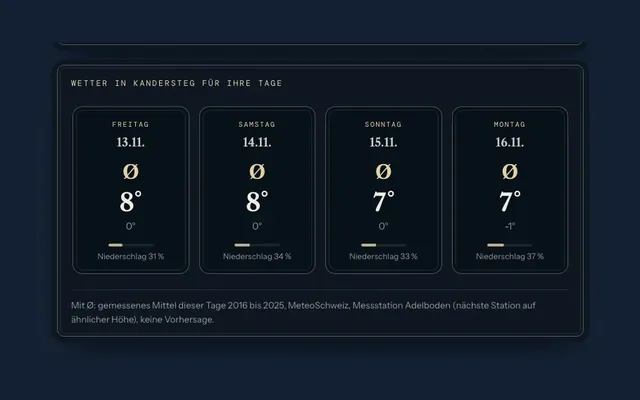 WETTER IN KANDERSTEG FÜR IHRE TAGE
FREITAG
13.11.
Ø
8°
0°
Niederschlag 31 %
SAMSTAG
14.11.
Ø
8°
0°
Niederschlag 34 %
SONNTAG
15.11.
Ø
7°
0°
Niederschlag 33 %
MONTAG
16.11.
Ø
7°
-1°
Niederschlag 37 %
Mit Ø: gemessenes Mittel dieser Tage 2016 bis 2025, MeteoSchweiz, Messstation Adelboden (nächste Station auf
ähnlicher Höhe), keine Vorhersage.